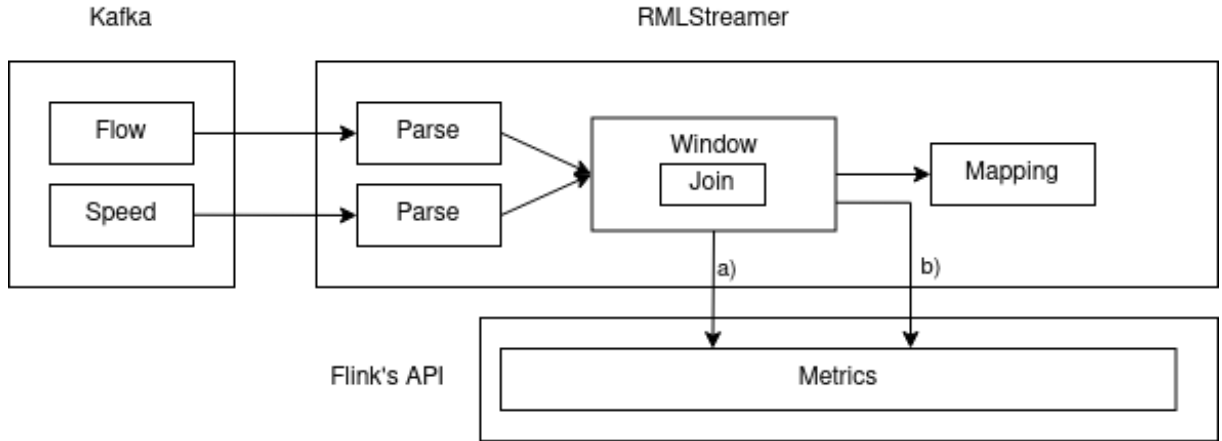 Kafka
RMLStreamer
Flow
Parse
Window
Join
Mapping
Speed
Parse
a)
b)
Flink's API
Metrics